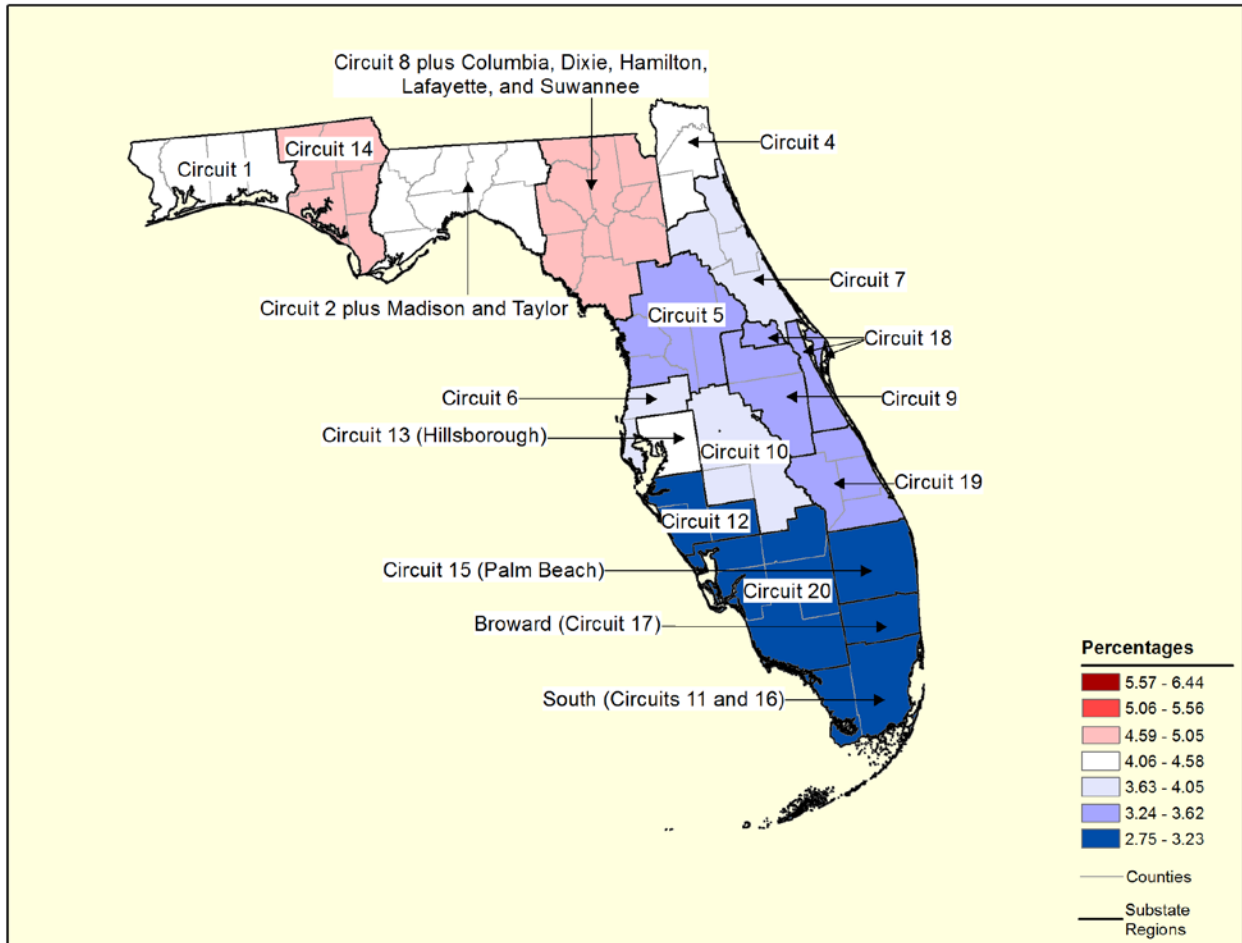 Circuit 8 plus Columbia, Dixie, Hamilton,
Lafayette, and Suwannee
Circuit 4
Circuit 14
Circuit 1
Circuit 7
Circuit 2 plus Madison and Taylor
Circuit 5
Circuit 18
Circuit 6
Circuit 9
Circuit 13 (Hillsborough)
Circuit 10
Circuit 19
Circuit 12
Circuit 15 (Palm Beach)
Circuit 20
Broward (Circuit 17)
South (Circuits 11 and 16)
Percentages
5.57 - 6.44
5.06 - 5.56
4.59 - 5.05
4.06 - 4.58
3.63 - 4.05
3.24 - 3.62
2.75 - 3.23
Counties
Substate
Regions